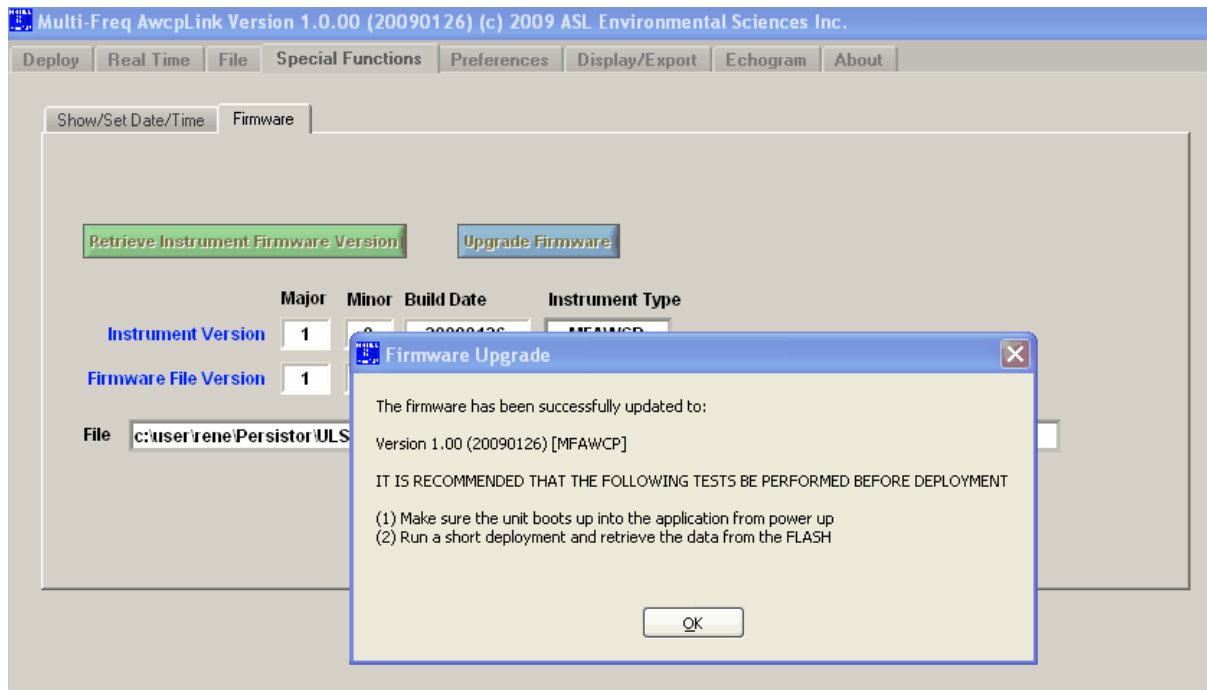 Multi-Freq AwcpLink Version 1.0.00 (20090126) (c) 2009 ASL Environmental Sciences Inc.
Deploy Real Time File Special Functions Preferences Display/Export Echogram About
Show/Set Date/Time Firmware
Retrieve Instrument Firmware Version Upgrade Firmware
Major Minor Build Date Instrument Type
Instrument Version 1 0 20090126 MFAWCP
Firmware Upgrade
Firmware File Version 1
The firmware has been successfully updated to:
File c:\user\rene\Persistor\ULS
Version 1.00 (20090126) [MFAWCP]
IT IS RECOMMENDED THAT THE FOLLOWING TESTS BE PERFORMED BEFORE DEPLOYMENT
(1) Make sure the unit boots up into the application from power up
(2) Run a short deployment and retrieve the data from the FLASH
OK